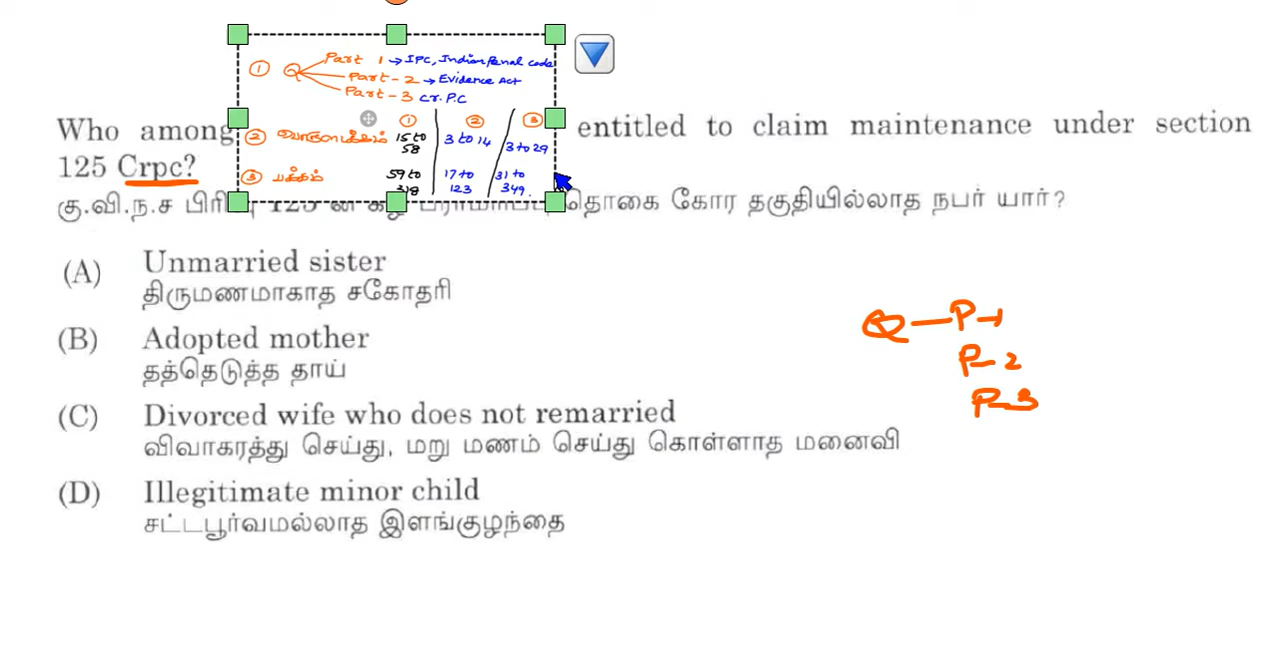 ① Q Part 1 → IPC, Indian Penal code
Part - 2 → Evidence Act
Part - 3 Cr.P.C
① ② ③
② 15 to 58 3 to 14 3 to 29
③ பக்கம் 59 to 318 17 to 123 31 to 349.
Who among entitled to claim maintenance under section
125 Crpc?
கு.வி.ந.ச தொகை கோர தகுதியில்லாத நபர் யார்?
(A) Unmarried sister
திருமணமாகாத சகோதரி
(B) Adopted mother
தத்தெடுத்த தாய்
(C) Divorced wife who does not remarried
விவாகரத்து செய்து, மறு மணம் செய்து கொள்ளாத மனைவி
(D) Illegitimate minor child
சட்டபூர்வமல்லாத இளங்குழந்தை
Q — P-1
P-2
P-3